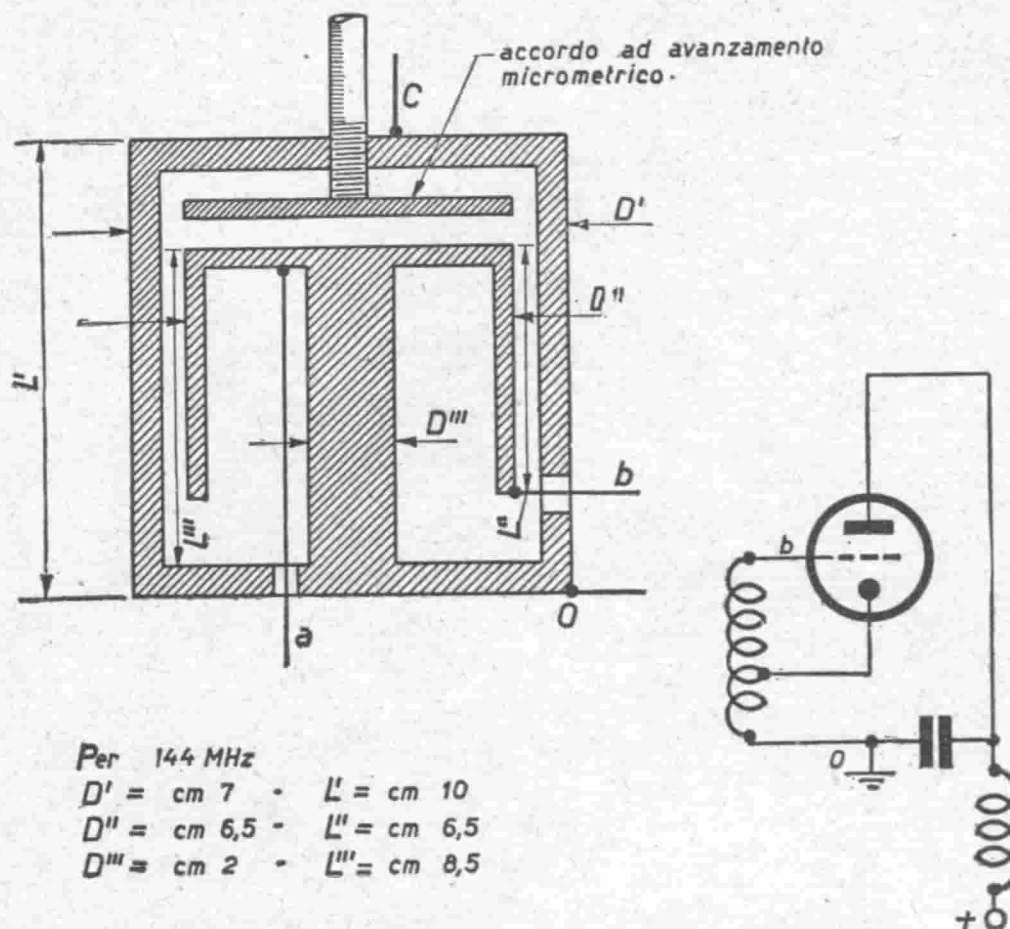 accordo ad avanzamento
micrometrico.
C
D'
D"
L'
D'''
b
L'''
L"
a
O
b
O
+
Per 144 MHz
D' = cm 7 - L' = cm 10
D" = cm 6,5 - L" = cm 6,5
D''' = cm 2 - L''' = cm 8,5